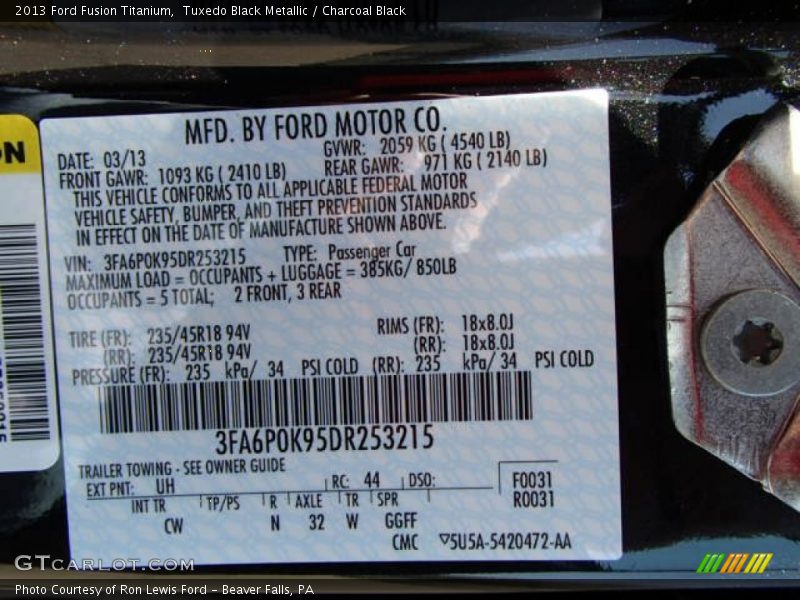 2013 Ford Fusion Titanium,  Tuxedo Black Metallic / Charcoal Black
ON
MFD. BY FORD MOTOR CO.
DATE: 03/13 GVWR: 2059 KG ( 4540 LB)
FRONT GAWR: 1093 KG ( 2410 LB) REAR GAWR: 971 KG ( 2140 LB)
THIS VEHICLE CONFORMS TO ALL APPLICABLE FEDERAL MOTOR
VEHICLE SAFETY, BUMPER, AND THEFT PREVENTION STANDARDS
IN EFFECT ON THE DATE OF MANUFACTURE SHOWN ABOVE.
VIN: 3FA6P0K95DR253215 TYPE: Passenger Car
MAXIMUM LOAD = OCCUPANTS + LUGGAGE = 385KG/ 850LB
OCCUPANTS = 5 TOTAL; 2 FRONT, 3 REAR
TIRE (FR): 235/45R18 94V RIMS (FR): 18x8.0J
(RR): 235/45R18 94V (RR): 18x8.0J
PRESSURE (FR): 235 kPa/ 34 PSI COLD (RR): 235 kPa/ 34 PSI COLD
3FA6P0K95DR253215
TRAILER TOWING - SEE OWNER GUIDE
EXT PNT: UH RC: 44 DSO: F0031
INT TR TP/PS R AXLE TR SPR R0031
CW N 32 W GGFF
CMC ▽5U5A-5420472-AA
GTCarLot.com
Photo Courtesy of Ron Lewis Ford - Beaver Falls, PA